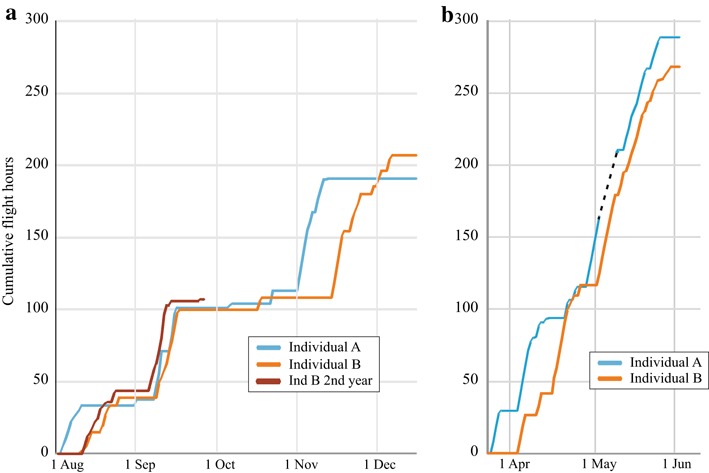 a
b
300
250
200
150
100
50
0
Cumulative flight hours
1 Aug
1 Sep
1 Oct
1 Nov
1 Dec
Individual A
Individual B
Ind B 2nd year
300
250
200
150
100
50
0
1 Apr
1 May
1 Jun
Individual A
Individual B